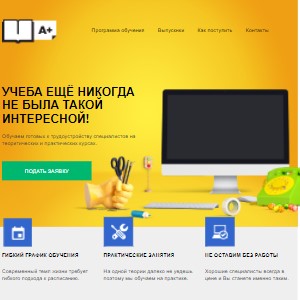 A+
Программа обучения Выпускники Как поступить Контакты
УЧЕБА ЕЩЁ НИКОГДА
НЕ БЫЛА ТАКОЙ
ИНТЕРЕСНОЙ!
Обучаем готовых к трудоустройству специалистов на
теоретических и практических курсах.
ПОДАТЬ ЗАЯВКУ
ГИБКИЙ ГРАФИК ОБУЧЕНИЯ
Современный темп жизни требует
гибкого подхода к расписанию.
ПРАКТИЧЕСКИЕ ЗАНЯТИЯ
На одной теории далеко не уедешь,
поэтому мы обучаем на практике.
НЕ ОСТАВИМ БЕЗ РАБОТЫ
Хорошие специалисты всегда в
цене и Вы станете именно таким.